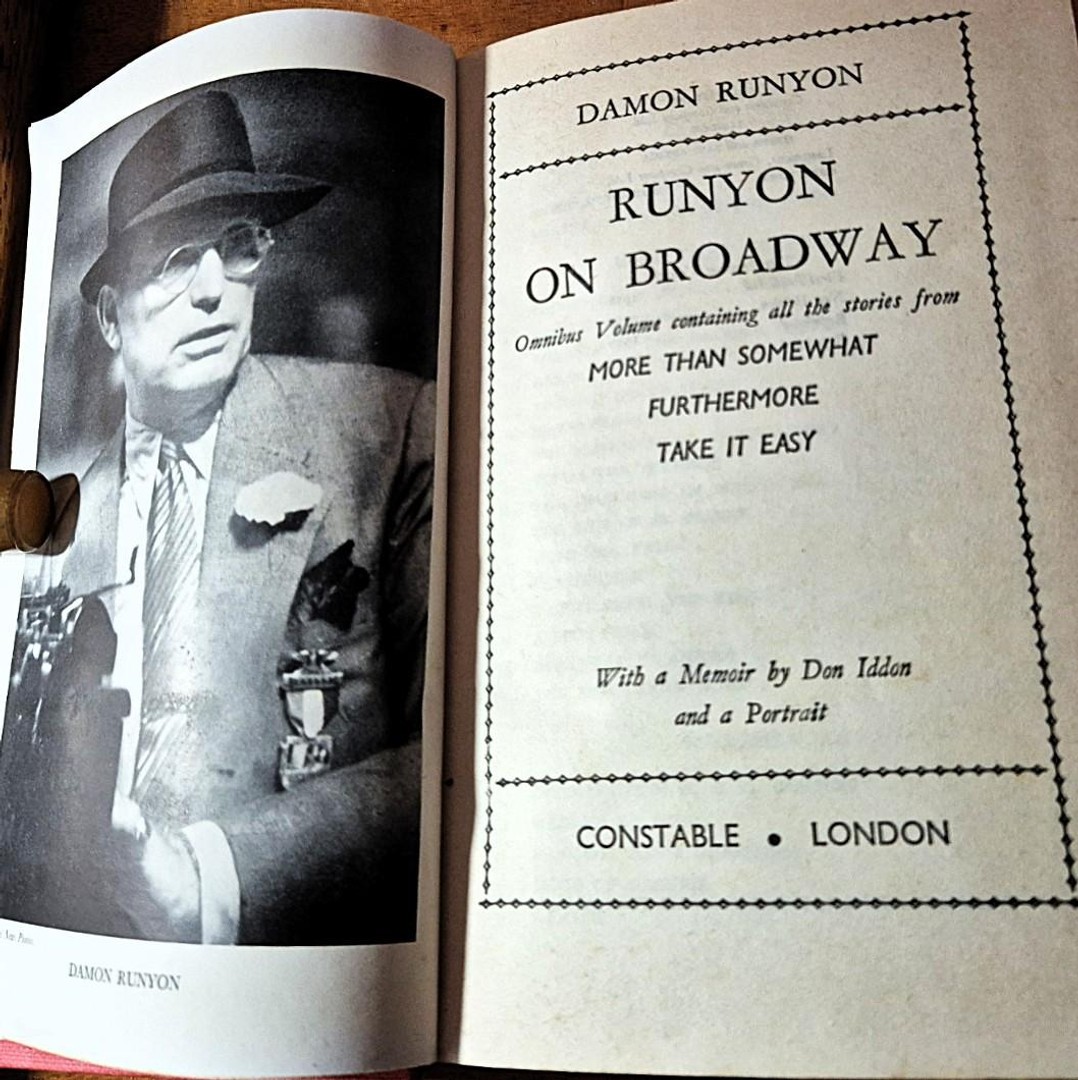 DAMON RUNYON
DAMON RUNYON
RUNYON
ON BROADWAY
Omnibus Volume containing all the stories from
MORE THAN SOMEWHAT
FURTHERMORE
TAKE IT EASY
With a Memoir by Don Iddon
and a Portrait
CONSTABLE • LONDON